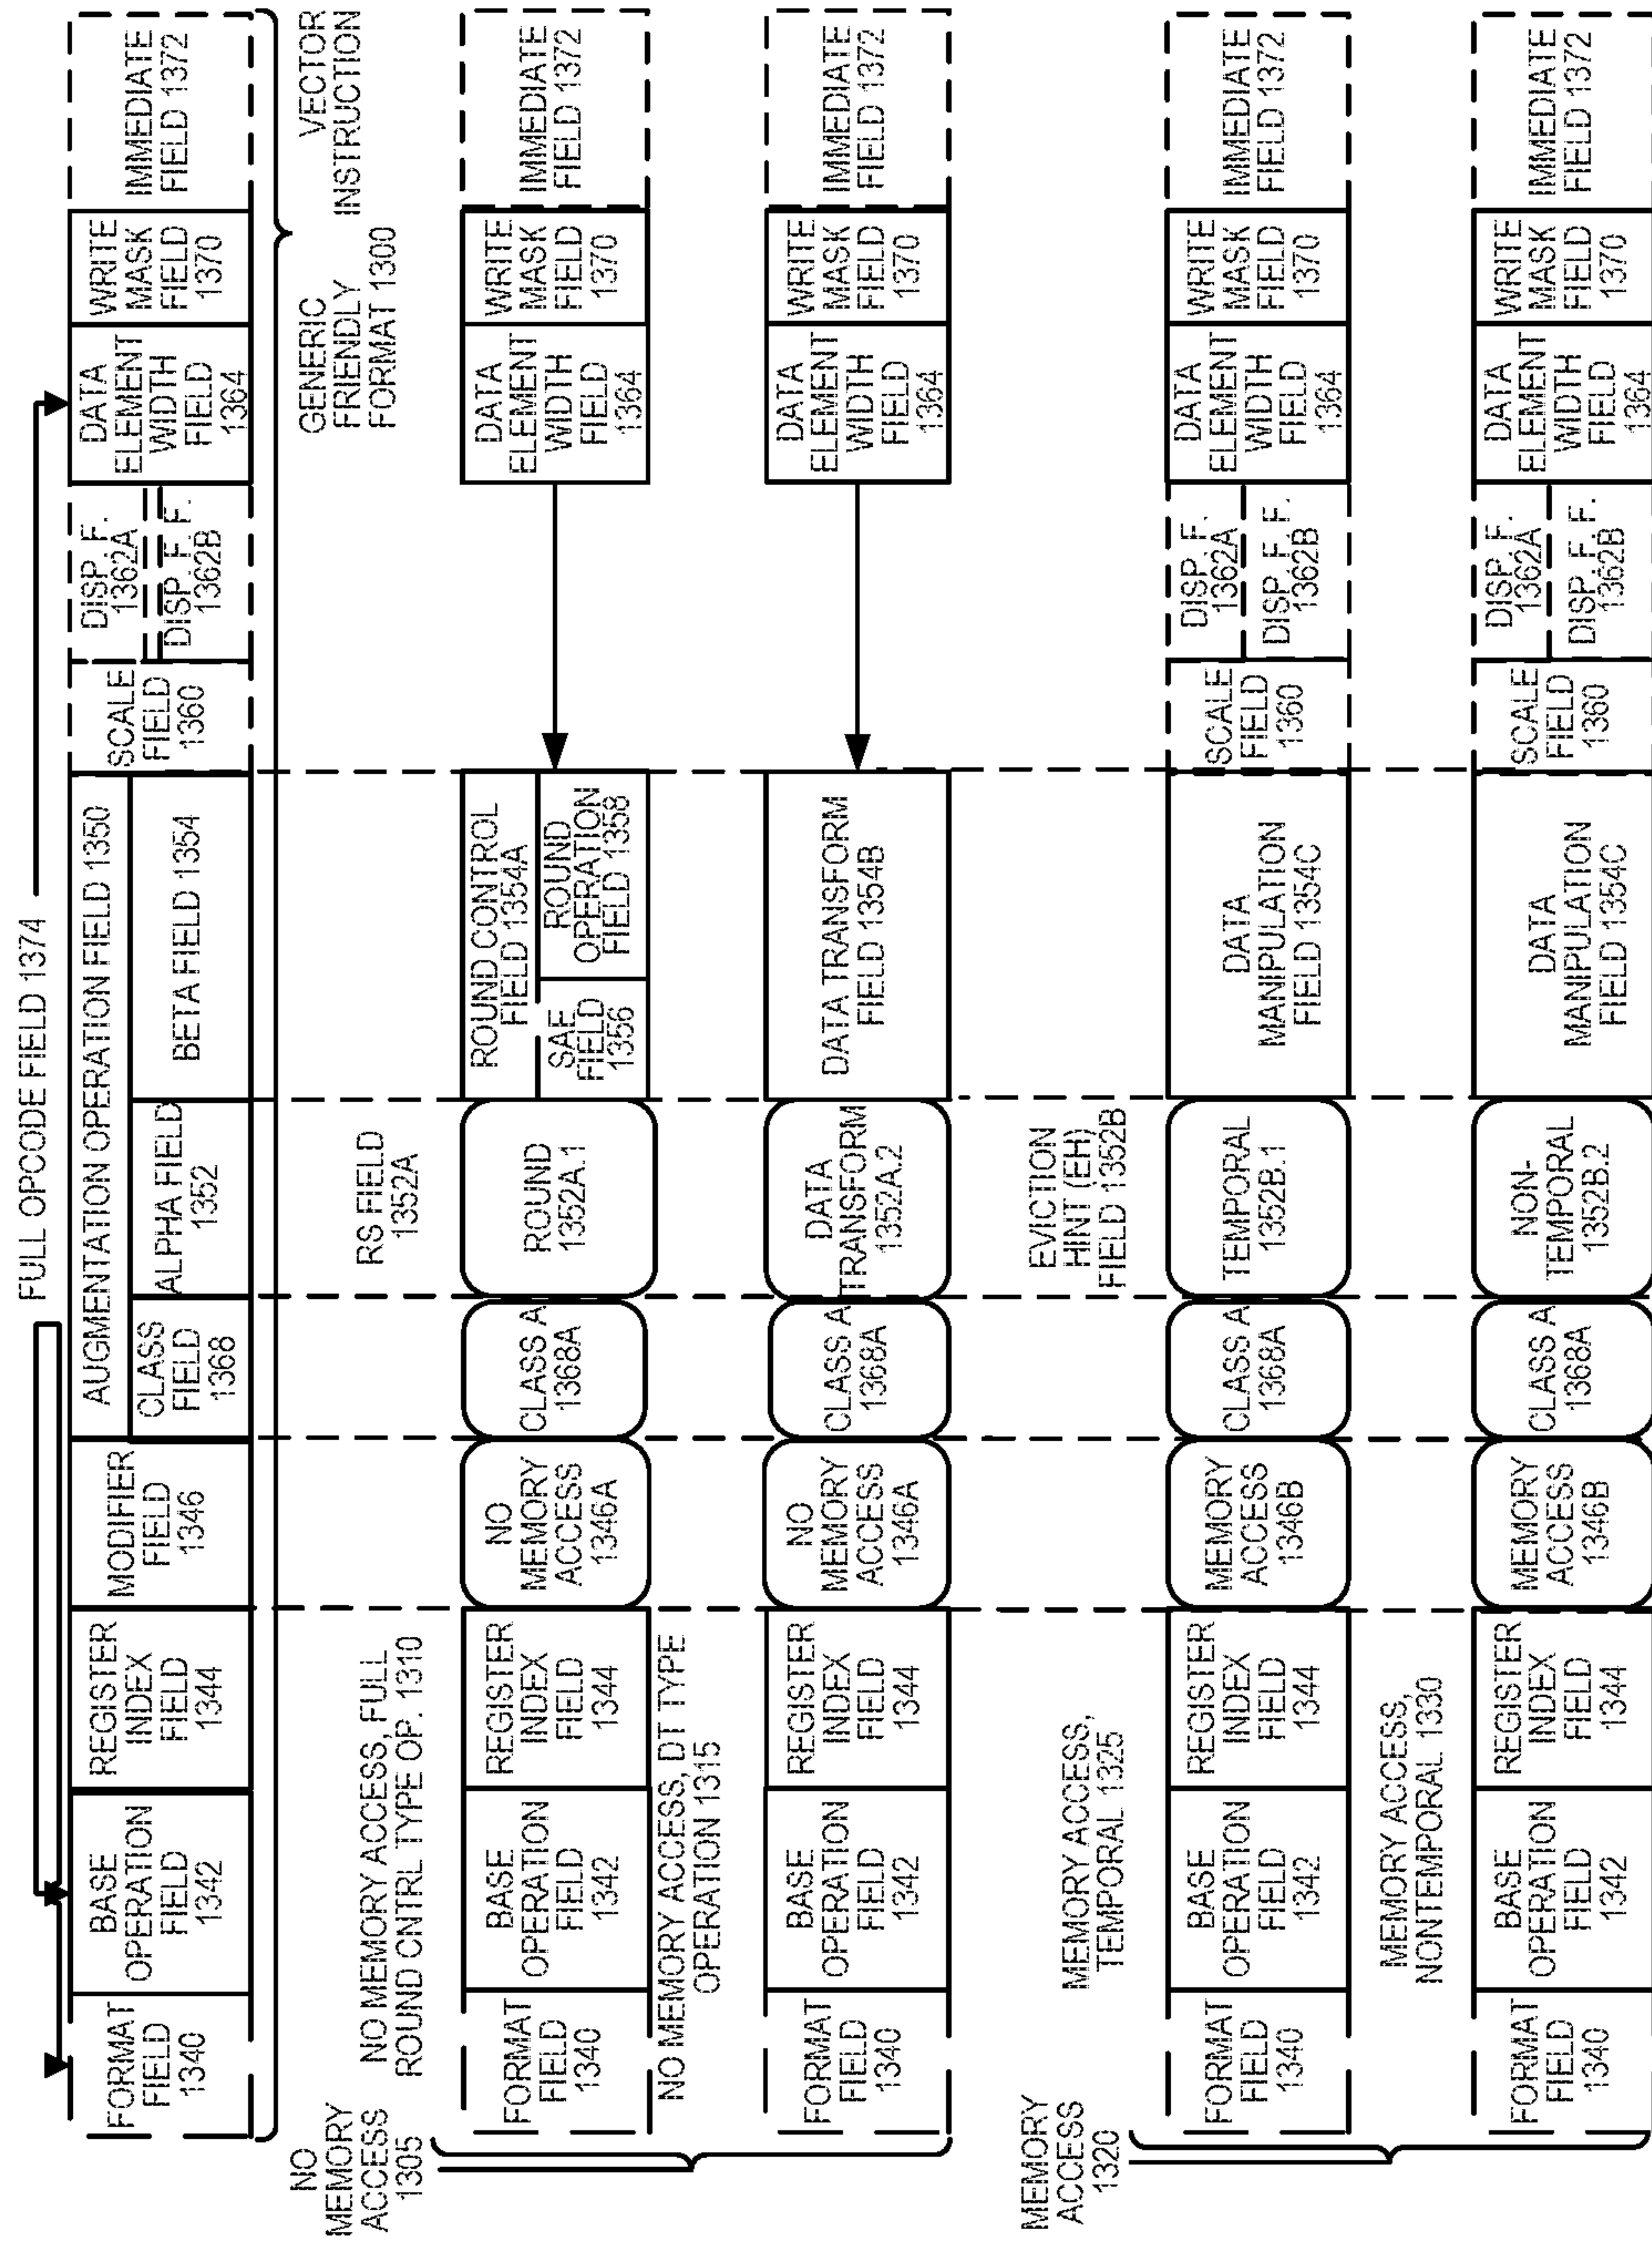 FULL OPCODE FIELD 1374
FORMAT
FIELD
1340
BASE
OPERATION
FIELD
1342
REGISTER
INDEX
FIELD
1344
MODIFIER
FIELD
1346
AUGMENTATION OPERATION FIELD 1350
CLASS
FIELD
1368
ALPHA FIELD
1352
BETA FIELD 1354
SCALE
FIELD
1360
DISP. F.
1362A
DISP. F. F.
1362B
DATA
ELEMENT
WIDTH
FIELD
1364
WRITE
MASK
FIELD
1370
IMMEDIATE
FIELD 1372
GENERIC VECTOR
FRIENDLY INSTRUCTION
FORMAT 1300
NO
MEMORY
ACCESS
1305
NO MEMORY ACCESS, FULL
ROUND CNTRL TYPE OP. 1310
RS FIELD
1352A
FORMAT
FIELD
1340
BASE
OPERATION
FIELD
1342
REGISTER
INDEX
FIELD
1344
NO
MEMORY
ACCESS
1346A
CLASS A
1368A
ROUND
1352A.1
ROUND CONTROL
FIELD 1354A
SAE
FIELD
1356
ROUND
OPERATION
FIELD 1358
DATA
ELEMENT
WIDTH
FIELD
1364
WRITE
MASK
FIELD
1370
IMMEDIATE
FIELD 1372
NO MEMORY ACCESS, DT TYPE
OPERATION 1315
FORMAT
FIELD
1340
BASE
OPERATION
FIELD
1342
REGISTER
INDEX
FIELD
1344
NO
MEMORY
ACCESS
1346A
CLASS A
1368A
DATA
TRANSFORM
1352A.2
DATA TRANSFORM
FIELD 1354B
DATA
ELEMENT
WIDTH
FIELD
1364
WRITE
MASK
FIELD
1370
IMMEDIATE
FIELD 1372
MEMORY
ACCESS
1320
MEMORY ACCESS,
TEMPORAL 1325
EVICTION
HINT (EH)
FIELD 1352B
FORMAT
FIELD
1340
BASE
OPERATION
FIELD
1342
REGISTER
INDEX
FIELD
1344
MEMORY
ACCESS
1346B
CLASS A
1368A
TEMPORAL
1352B.1
DATA
MANIPULATION
FIELD 1354C
SCALE
FIELD
1360
DISP. F.
1362A
DISP. F. F.
1362B
DATA
ELEMENT
WIDTH
FIELD
1364
WRITE
MASK
FIELD
1370
IMMEDIATE
FIELD 1372
MEMORY ACCESS,
NONTEMPORAL 1330
FORMAT
FIELD
1340
BASE
OPERATION
FIELD
1342
REGISTER
INDEX
FIELD
1344
MEMORY
ACCESS
1346B
CLASS A
1368A
NON-
TEMPORAL
1352B.2
DATA
MANIPULATION
FIELD 1354C
SCALE
FIELD
1360
DISP. F.
1362A
DISP. F. F.
1362B
DATA
ELEMENT
WIDTH
FIELD
1364
WRITE
MASK
FIELD
1370
IMMEDIATE
FIELD 1372